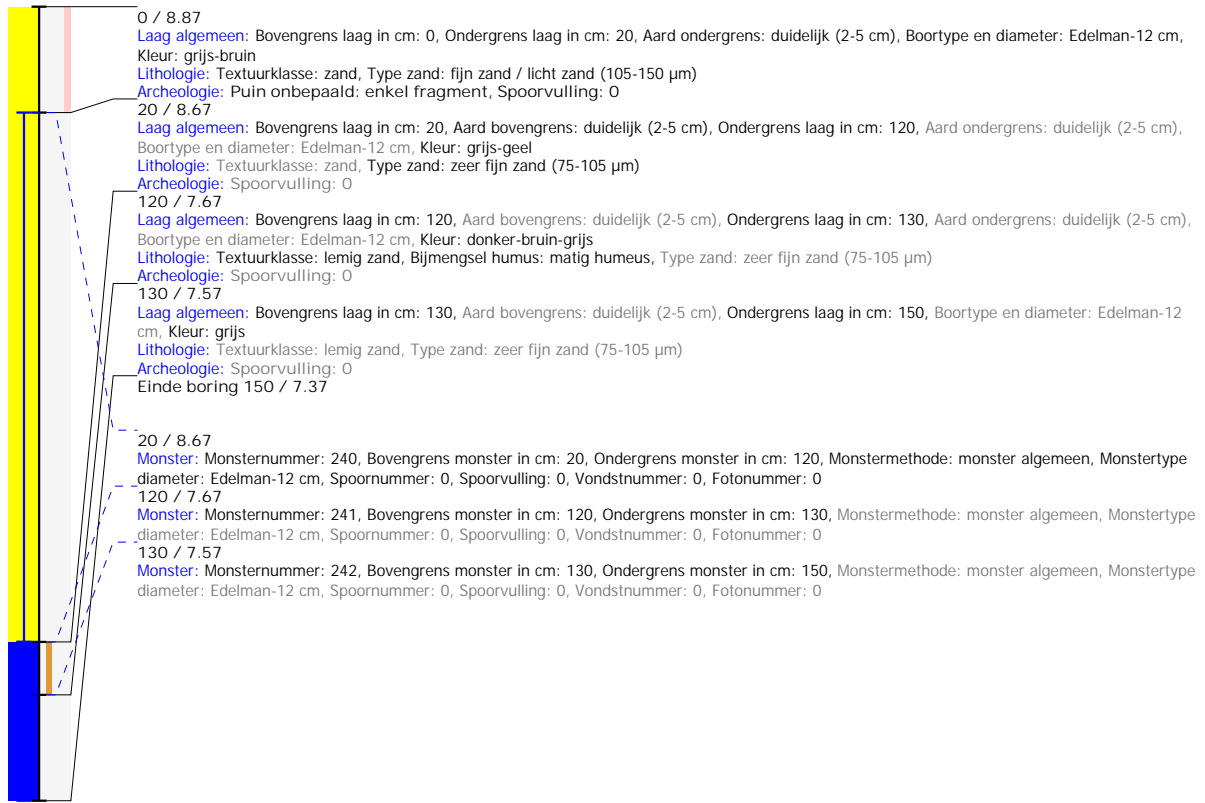 0 / 8.87
Laag algemeen: Bovengrens laag in cm: 0, Ondergrens laag in cm: 20, Aard ondergrens: duidelijk (2-5 cm), Boortype en diameter: Edelman-12 cm,
Kleur: grijs-bruin
Lithologie: Textuurklasse: zand, Type zand: fijn zand / licht zand (105-150 µm)
Archeologie: Puin onbepaald: enkel fragment, Spoorvulling: 0
20 / 8.67
Laag algemeen: Bovengrens laag in cm: 20, Aard bovengrens: duidelijk (2-5 cm), Ondergrens laag in cm: 120, Aard ondergrens: duidelijk (2-5 cm),
Boortype en diameter: Edelman-12 cm, Kleur: grijs-geel
Lithologie: Textuurklasse: zand, Type zand: zeer fijn zand (75-105 µm)
Archeologie: Spoorvulling: 0
120 / 7.67
Laag algemeen: Bovengrens laag in cm: 120, Aard bovengrens: duidelijk (2-5 cm), Ondergrens laag in cm: 130, Aard ondergrens: duidelijk (2-5 cm),
Boortype en diameter: Edelman-12 cm, Kleur: donker-bruin-grijs
Lithologie: Textuurklasse: lemig zand, Bijmengsel humus: matig humeus, Type zand: zeer fijn zand (75-105 µm)
Archeologie: Spoorvulling: 0
130 / 7.57
Laag algemeen: Bovengrens laag in cm: 130, Aard bovengrens: duidelijk (2-5 cm), Ondergrens laag in cm: 150, Boortype en diameter: Edelman-12
cm, Kleur: grijs
Lithologie: Textuurklasse: lemig zand, Type zand: zeer fijn zand (75-105 µm)
Archeologie: Spoorvulling: 0
Einde boring 150 / 7.37
20 / 8.67
Monster: Monsternummer: 240, Bovengrens monster in cm: 20, Ondergrens monster in cm: 120, Monstermethode: monster algemeen, Monstertype
diameter: Edelman-12 cm, Spoornummer: 0, Spoorvulling: 0, Vondstnummer: 0, Fotonummer: 0
120 / 7.67
Monster: Monsternummer: 241, Bovengrens monster in cm: 120, Ondergrens monster in cm: 130, Monstermethode: monster algemeen, Monstertype
diameter: Edelman-12 cm, Spoornummer: 0, Spoorvulling: 0, Vondstnummer: 0, Fotonummer: 0
130 / 7.57
Monster: Monsternummer: 242, Bovengrens monster in cm: 130, Ondergrens monster in cm: 150, Monstermethode: monster algemeen, Monstertype
diameter: Edelman-12 cm, Spoornummer: 0, Spoorvulling: 0, Vondstnummer: 0, Fotonummer: 0